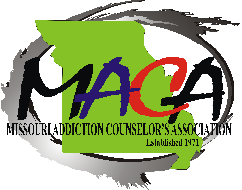 MACA
MISSOURI ADDICTION COUNSELOR'S ASSOCIATION
Established 1971